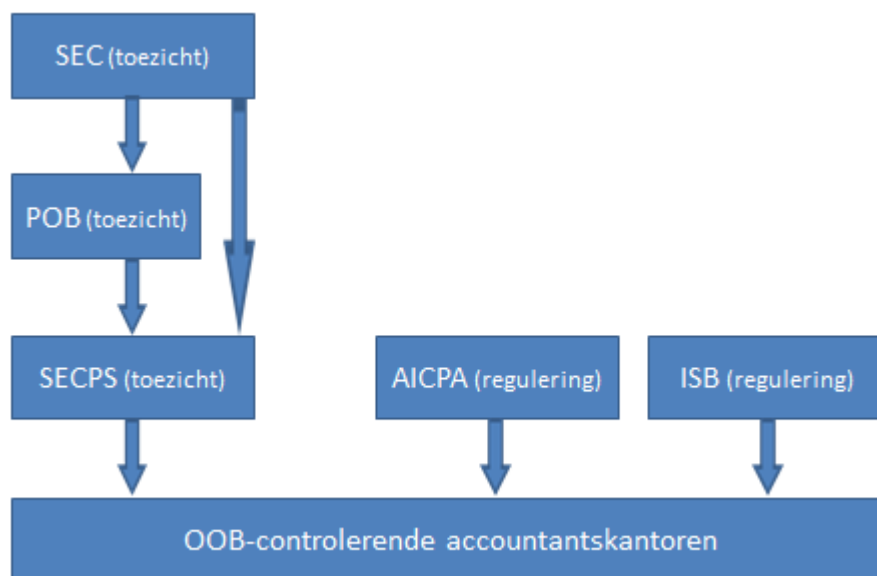 SEC (toezicht)
POB (toezicht)
SECPS (toezicht)
AICPA (regulering)
ISB (regulering)
OOB-controlerende accountantskantoren